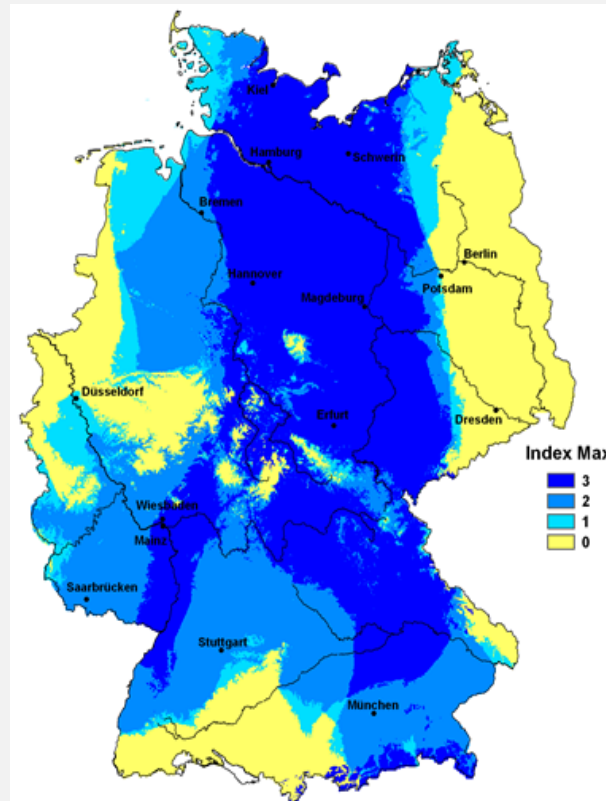 Kiel
Hamburg
Schwerin
Bremen
Berlin
Hannover
Potsdam
Magdeburg
Düsseldorf
Dresden
Erfurt
Index Max
3
2
1
0
Wiesbaden
Mainz
Saarbrücken
Stuttgart
München